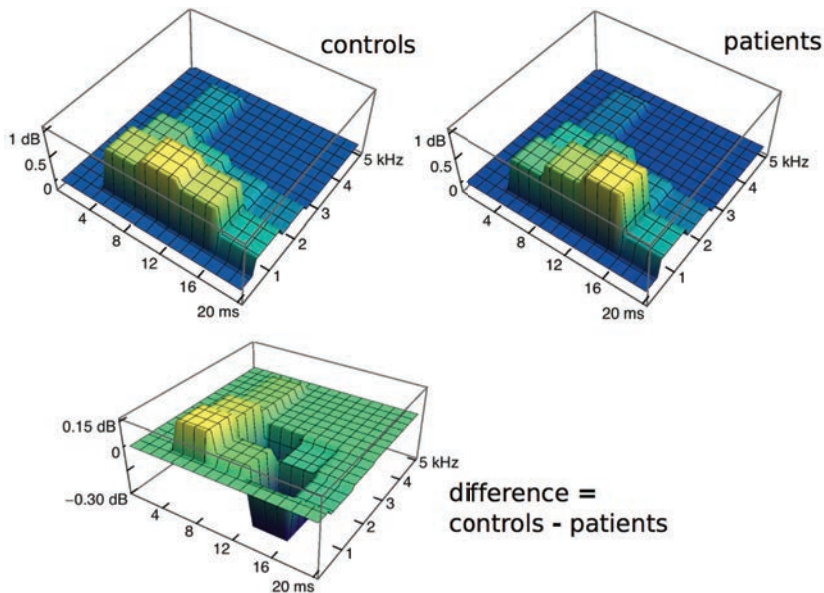 controls
1 dB
0.5
0
4
8
12
16
20 ms
1
2
3
4
5 kHz
patients
1 dB
0.5
0
4
8
12
16
20 ms
1
2
3
4
5 kHz
0.15 dB
0
−0.30 dB
4
8
12
16
20 ms
1
2
3
4
5 kHz
difference =
controls - patients